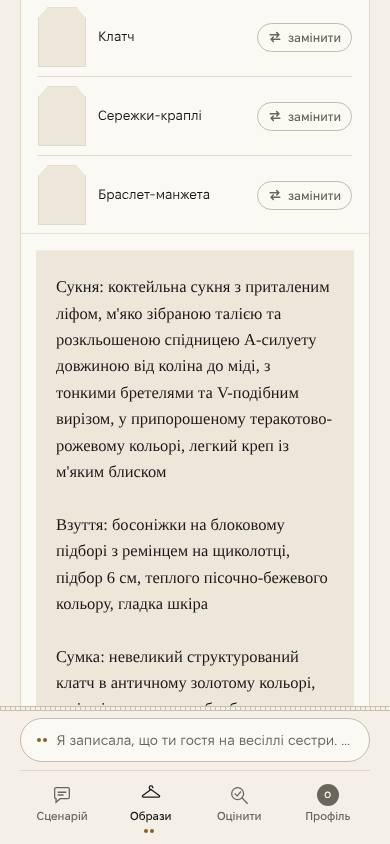 Клатч
замінити
Сережки-краплі
замінити
Браслет-манжета
замінити
Сукня: коктейльна сукня з приталеним
ліфом, м'яко зібраною талією та
розкльошеною спідницею А-силуету
довжиною від коліна до міді, з
тонкими бретелями та V-подібним
вирізом, у припорошеному теракотово-
рожевому кольорі, легкий креп із
м'яким блиском
Взуття: босоніжки на блоковому
підборі з ремінцем на щиколотці,
підбор 6 см, теплого пісочно-бежевого
кольору, гладка шкіра
Сумка: невеликий структурований
клатч в античному золотому кольорі,
Я записала, що ти гостя на весіллі сестри. ...
Сценарій
Образи
Оцінити
О
Профіль